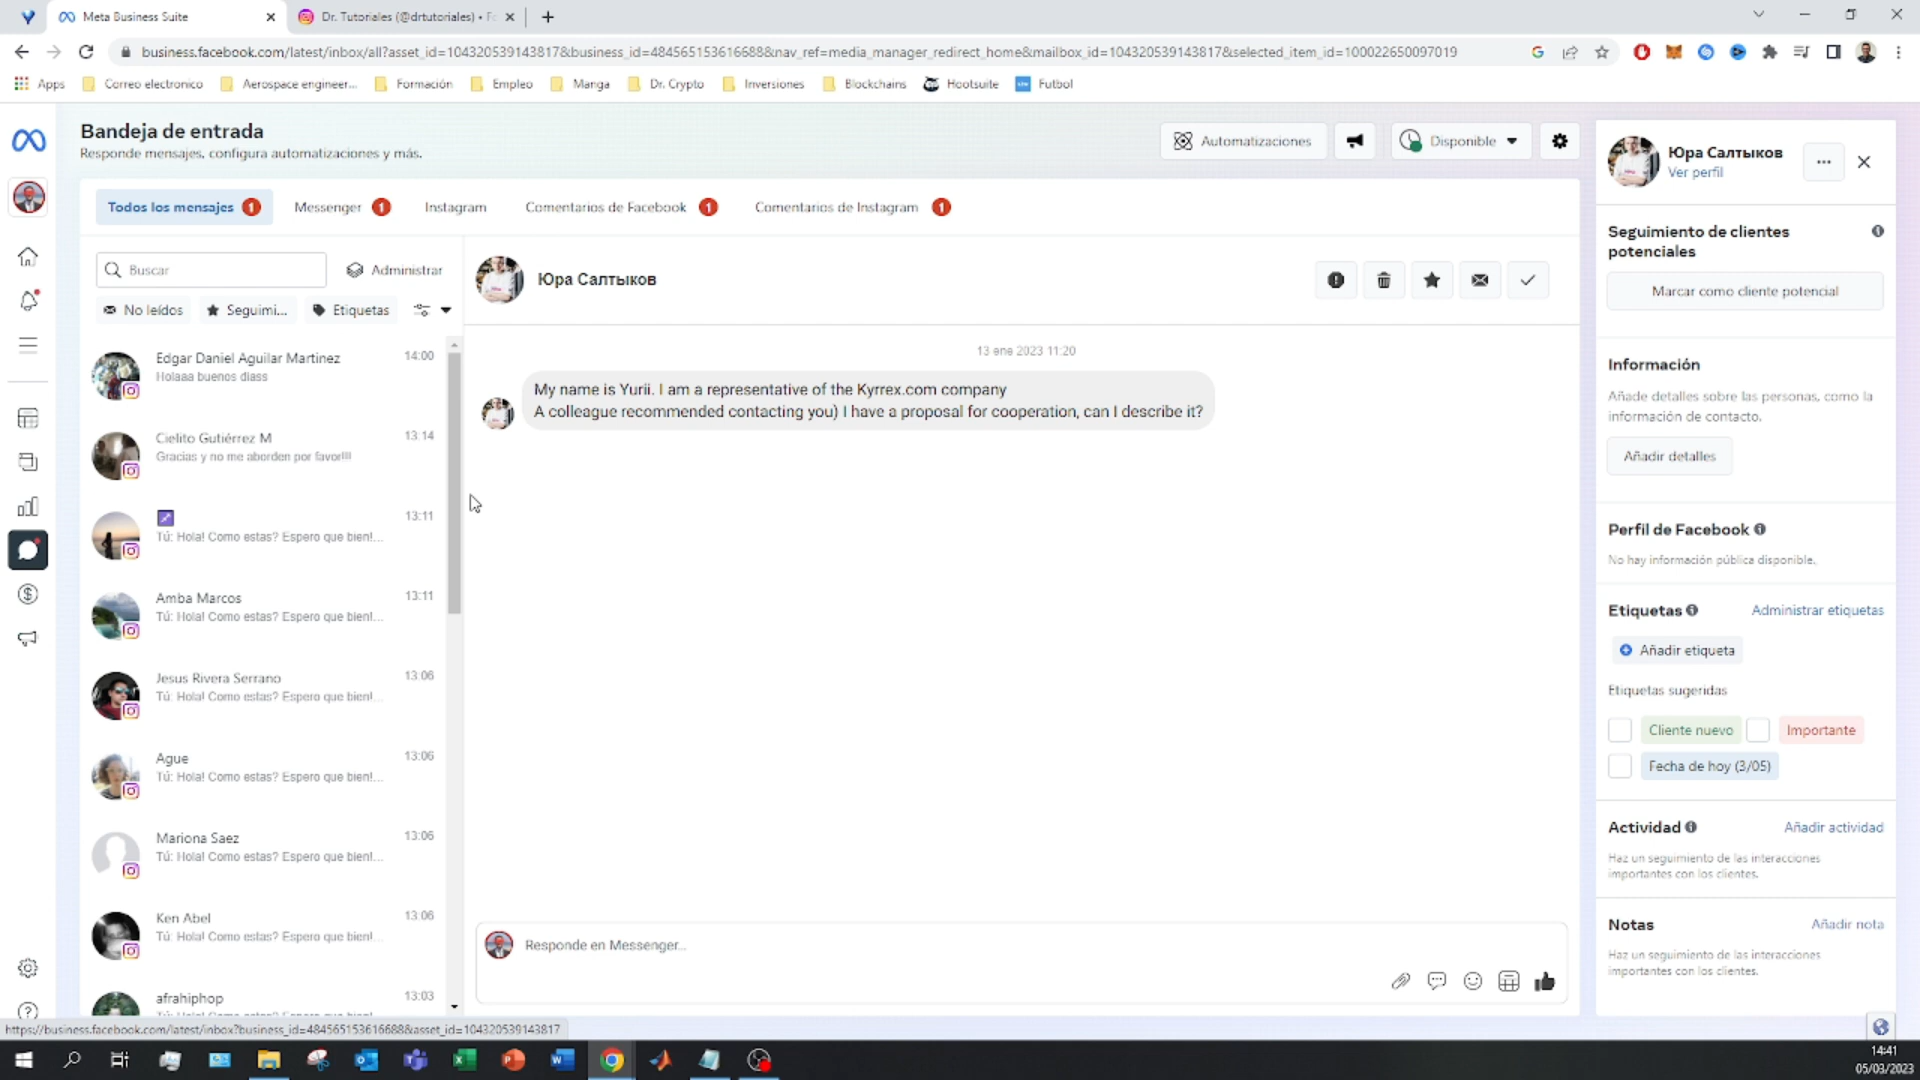 Meta Business Suite
Dr. Tutoriales (@drtutoriales) •
business.facebook.com/latest/inbox/all?asset_id=104320539143817&business_id=484565153616688&nav_ref=media_manager_redirect_home&mailbox_id=104320539143817&selected_item_id=100022650097019
Apps
Correo electronico
Aerospace engineer...
Formación
Empleo
Manga
Dr. Crypto
Inversiones
Blockchains
Hootsuite
Futbol
Bandeja de entrada
Responde mensajes, configura automatizaciones y más.
Automatizaciones
Disponible
Todos los mensajes 1
Messenger 1
Instagram
Comentarios de Facebook 1
Comentarios de Instagram 1
Buscar
Administrar
No leídos
Seguimi...
Etiquetas
Edgar Daniel Aguilar Martinez 14:00
Holaaa buenos diass
Cielito Gutiérrez M 13:14
Gracias y no me aborden por favor!!!!
13:11
Tú: Hola! Como estas? Espero que bien!...
Amba Marcos 13:11
Tú: Hola! Como estas? Espero que bien!...
Jesus Rivera Serrano 13:06
Tú: Hola! Como estas? Espero que bien!...
Ague 13:06
Tú: Hola! Como estas? Espero que bien!...
Mariona Saez 13:06
Tú: Hola! Como estas? Espero que bien!...
Ken Abel 13:06
Tú: Hola! Como estas? Espero que bien!...
afrahiphop 13:03
Tú: Hola! Como estas? Espero que bien!...
Юра Салтыков
13 ene 2023 11:20
My name is Yurii. I am a representative of the Kyrrex.com company
A colleague recommended contacting you) I have a proposal for cooperation, can I describe it?
Responde en Messenger...
Юра Салтыков
Ver perfil
Seguimiento de clientes
potenciales
Marcar como cliente potencial
Información
Añade detalles sobre las personas, como la
información de contacto.
Añadir detalles
Perfil de Facebook
No hay información pública disponible.
Etiquetas
Administrar etiquetas
Añadir etiqueta
Etiquetas sugeridas
Cliente nuevo
Importante
Fecha de hoy (3/05)
Actividad
Añadir actividad
Haz un seguimiento de las interacciones
importantes con los clientes.
Notas
Añadir nota
Haz un seguimiento de las interacciones
importantes con los clientes.
https://business.facebook.com/latest/inbox?business_id=484565153616688&asset_id=104320539143817
14:41
05/03/2023